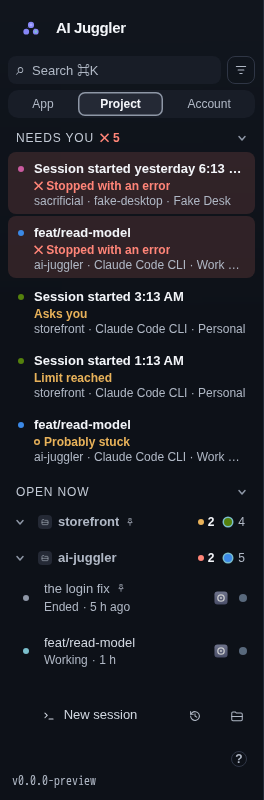 AI Juggler
Search ⌘K
App Project Account
NEEDS YOU 5
Session started yesterday 6:13 …
Stopped with an error
sacrificial · fake-desktop · Fake Desk
feat/read-model
Stopped with an error
ai-juggler · Claude Code CLI · Work …
Session started 3:13 AM
Asks you
storefront · Claude Code CLI · Personal
Session started 1:13 AM
Limit reached
storefront · Claude Code CLI · Personal
feat/read-model
Probably stuck
ai-juggler · Claude Code CLI · Work …
OPEN NOW
storefront 2 4
ai-juggler 2 5
the login fix
Ended · 5 h ago
feat/read-model
Working · 1 h
New session
?
v0.0.0-preview